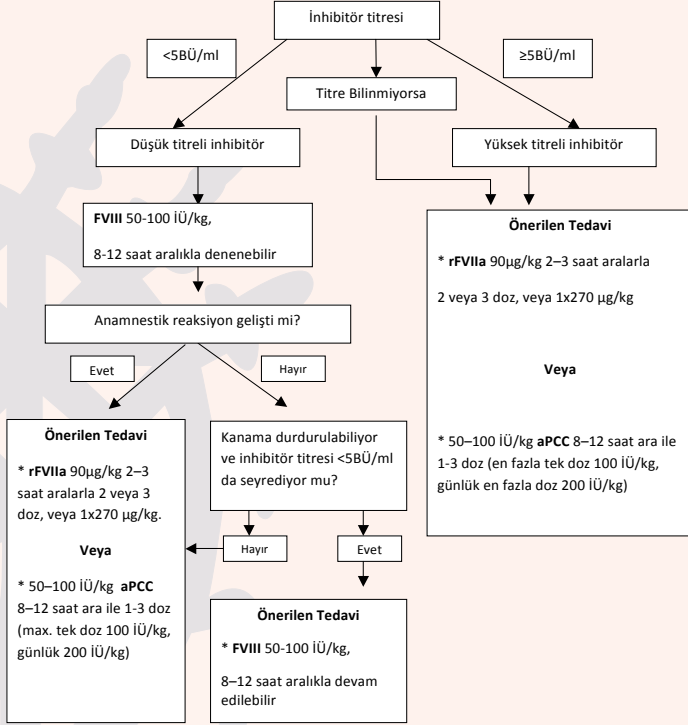 İnhibitör titresi
<5BÜ/ml
≥5BÜ/ml
Titre Bilinmiyorsa
Düşük titreli inhibitör
Yüksek titreli inhibitör
FVIII 50-100 İÜ/kg,
8-12 saat aralıkla denenebilir
Önerilen Tedavi
* rFVIIa 90µg/kg 2–3 saat aralarla
2 veya 3 doz, veya 1x270 µg/kg
Veya
* 50–100 İÜ/kg aPCC 8–12 saat ara ile
1-3 doz (en fazla tek doz 100 İÜ/kg,
günlük en fazla doz 200 İÜ/kg)
Anamnestik reaksiyon gelişti mi?
Evet
Hayır
Önerilen Tedavi
* rFVIIa 90µg/kg 2–3
saat aralarla 2 veya 3
doz, veya 1x270 µg/kg.
Veya
* 50–100 İÜ/kg aPCC
8–12 saat ara ile 1-3 doz
(max. tek doz 100 İÜ/kg,
günlük 200 İÜ/kg)
Kanama durdurulabiliyor
ve inhibitör titresi <5BÜ/ml
da seyrediyor mu?
Hayır
Evet
Önerilen Tedavi
* FVIII 50-100 İÜ/kg,
8–12 saat aralıkla devam
edilebilir